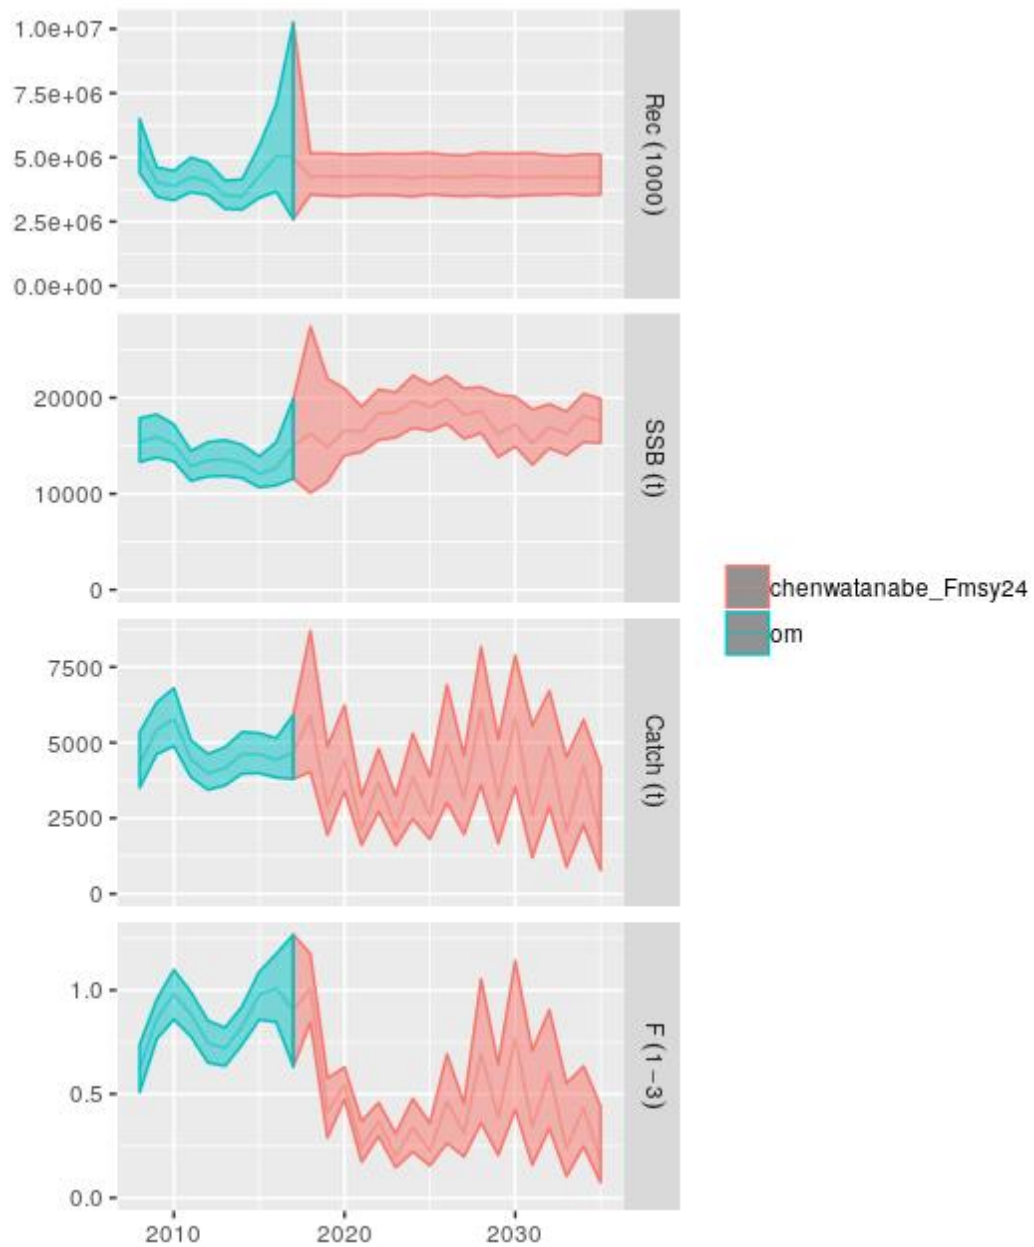 1.0e+07
7.5e+06
5.0e+06
2.5e+06
0.0e+00
Rec (1000)
20000
10000
0
SSB (t)
7500
5000
2500
0
Catch (t)
1.0
0.5
0.0
F (1−3)
2010 2020 2030
chenwatanabe_Fmsy24
om